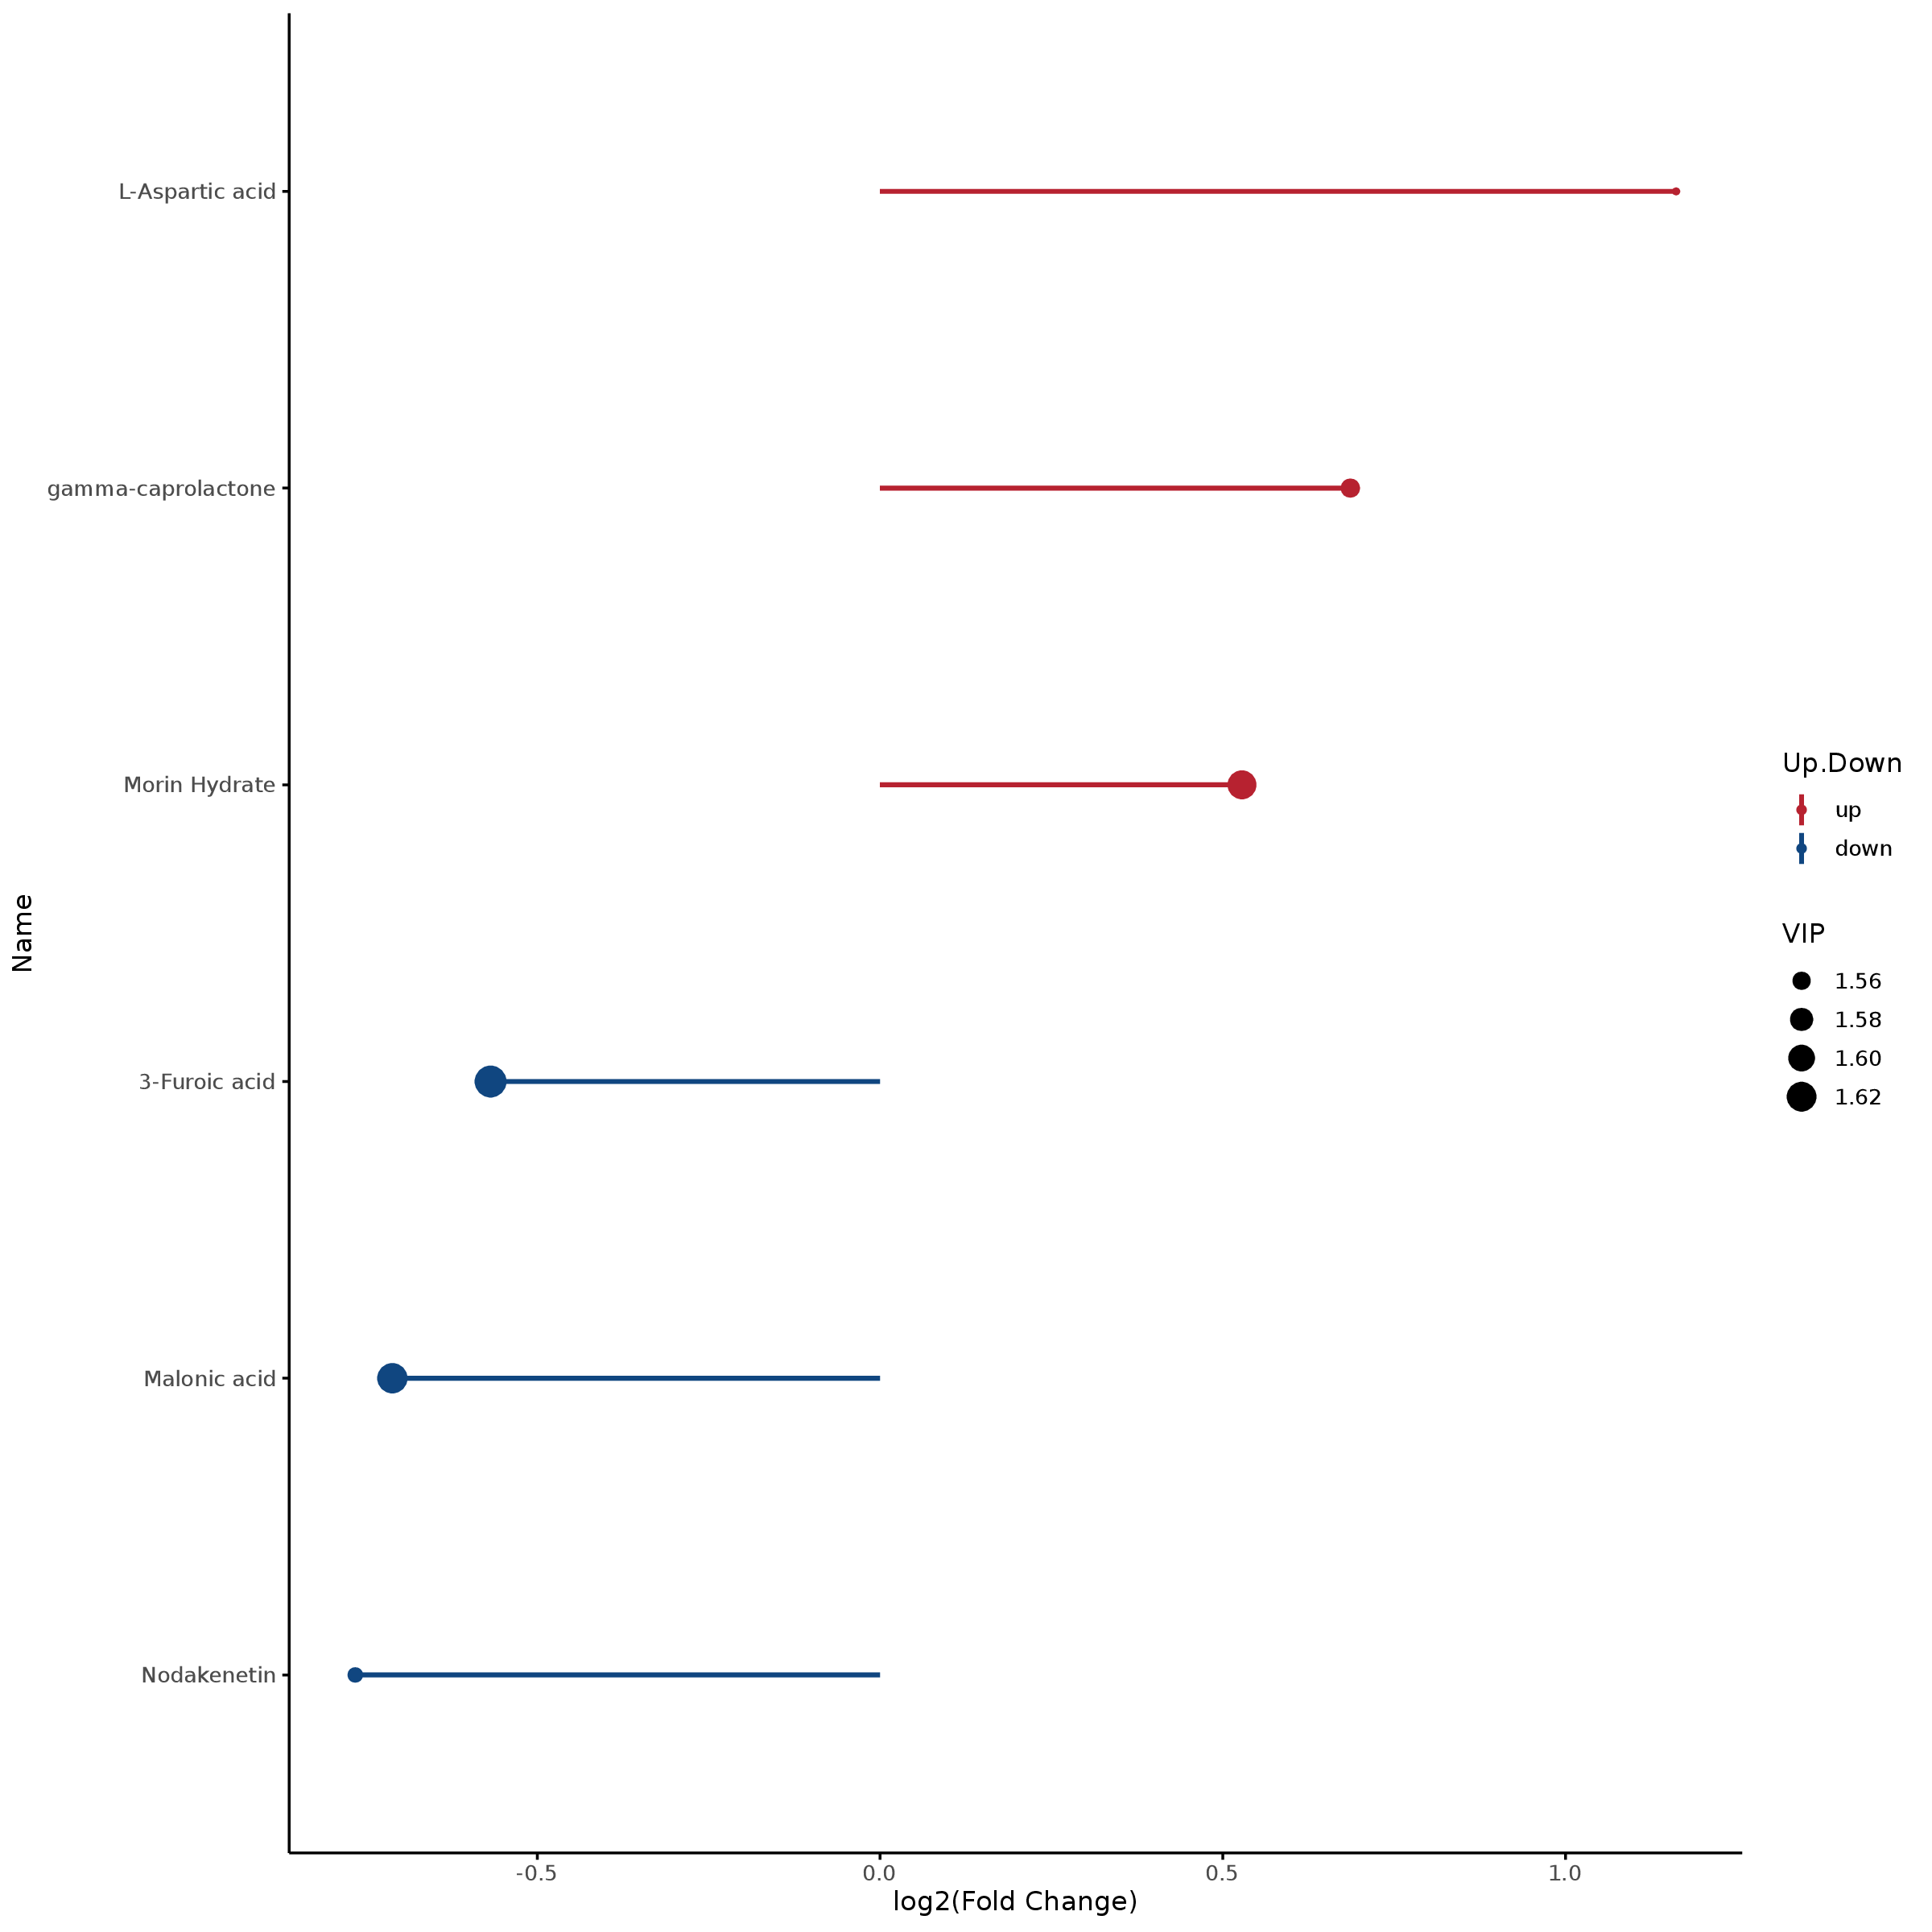 L-Aspartic acid
gamma-caprolactone
Morin Hydrate
3-Furoic acid
Malonic acid
Nodakenetin
Name
-0.5
0.0
0.5
1.0
log2(Fold Change)
Up.Down
up
down
VIP
1.56
1.58
1.60
1.62